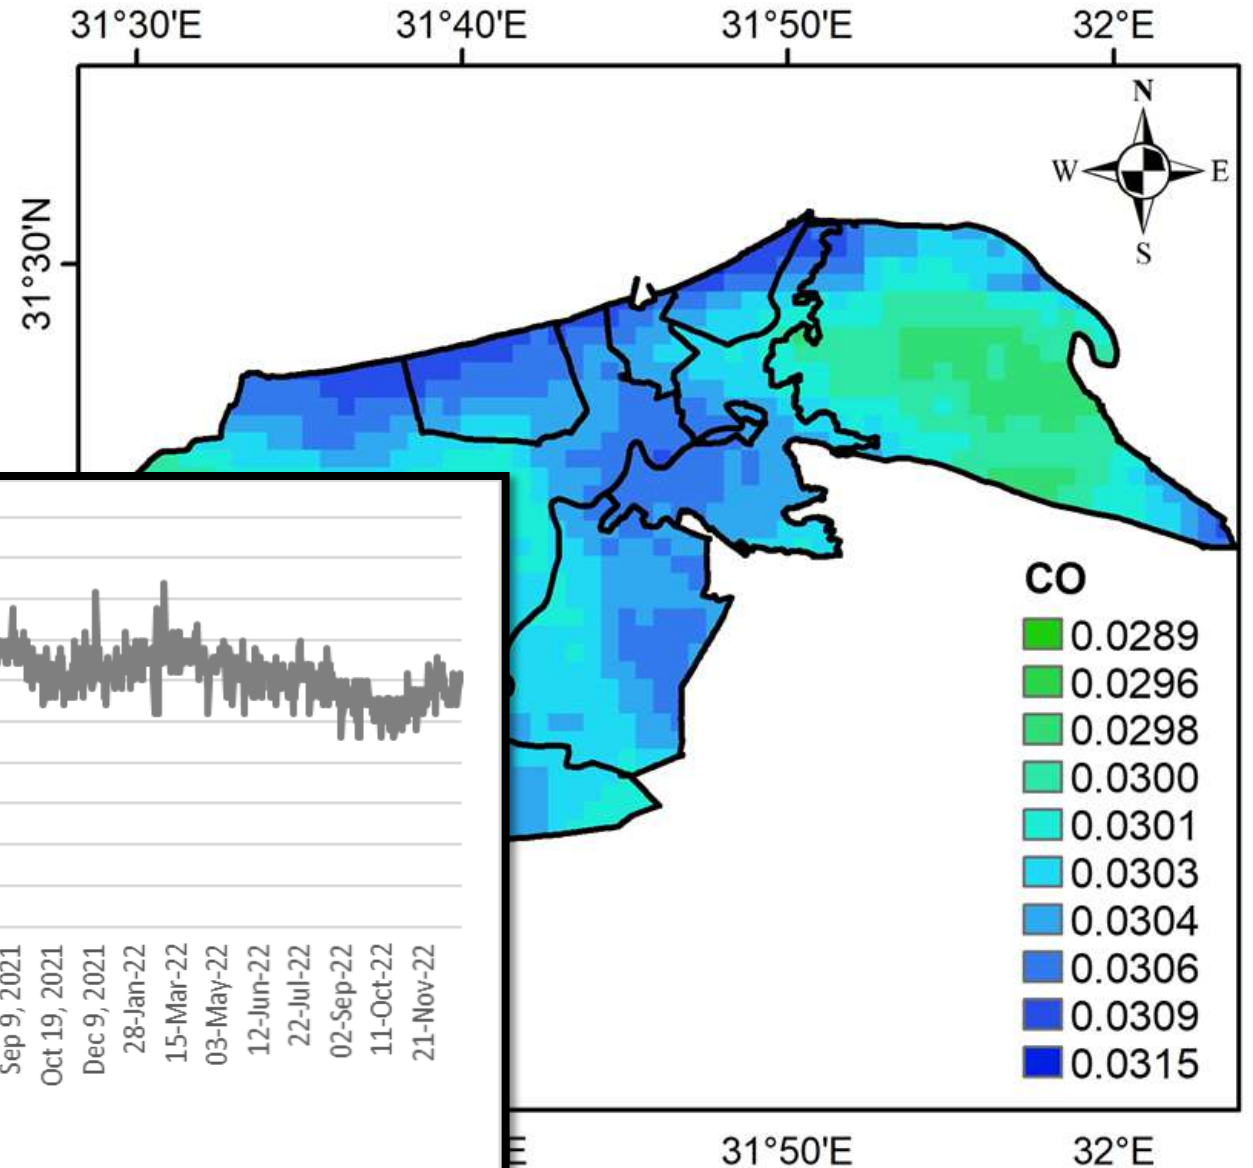 31°30'E
31°40'E
31°50'E
32°E
N
W
E
S
31°30'N
CO
0.0289
0.0296
0.0298
0.0300
0.0301
0.0303
0.0304
0.0306
0.0309
0.0315
Sep 9, 2021
Oct 19, 2021
Dec 9, 2021
28-Jan-22
15-Mar-22
03-May-22
12-Jun-22
22-Jul-22
02-Sep-22
11-Oct-22
21-Nov-22
E
31°50'E
32°E